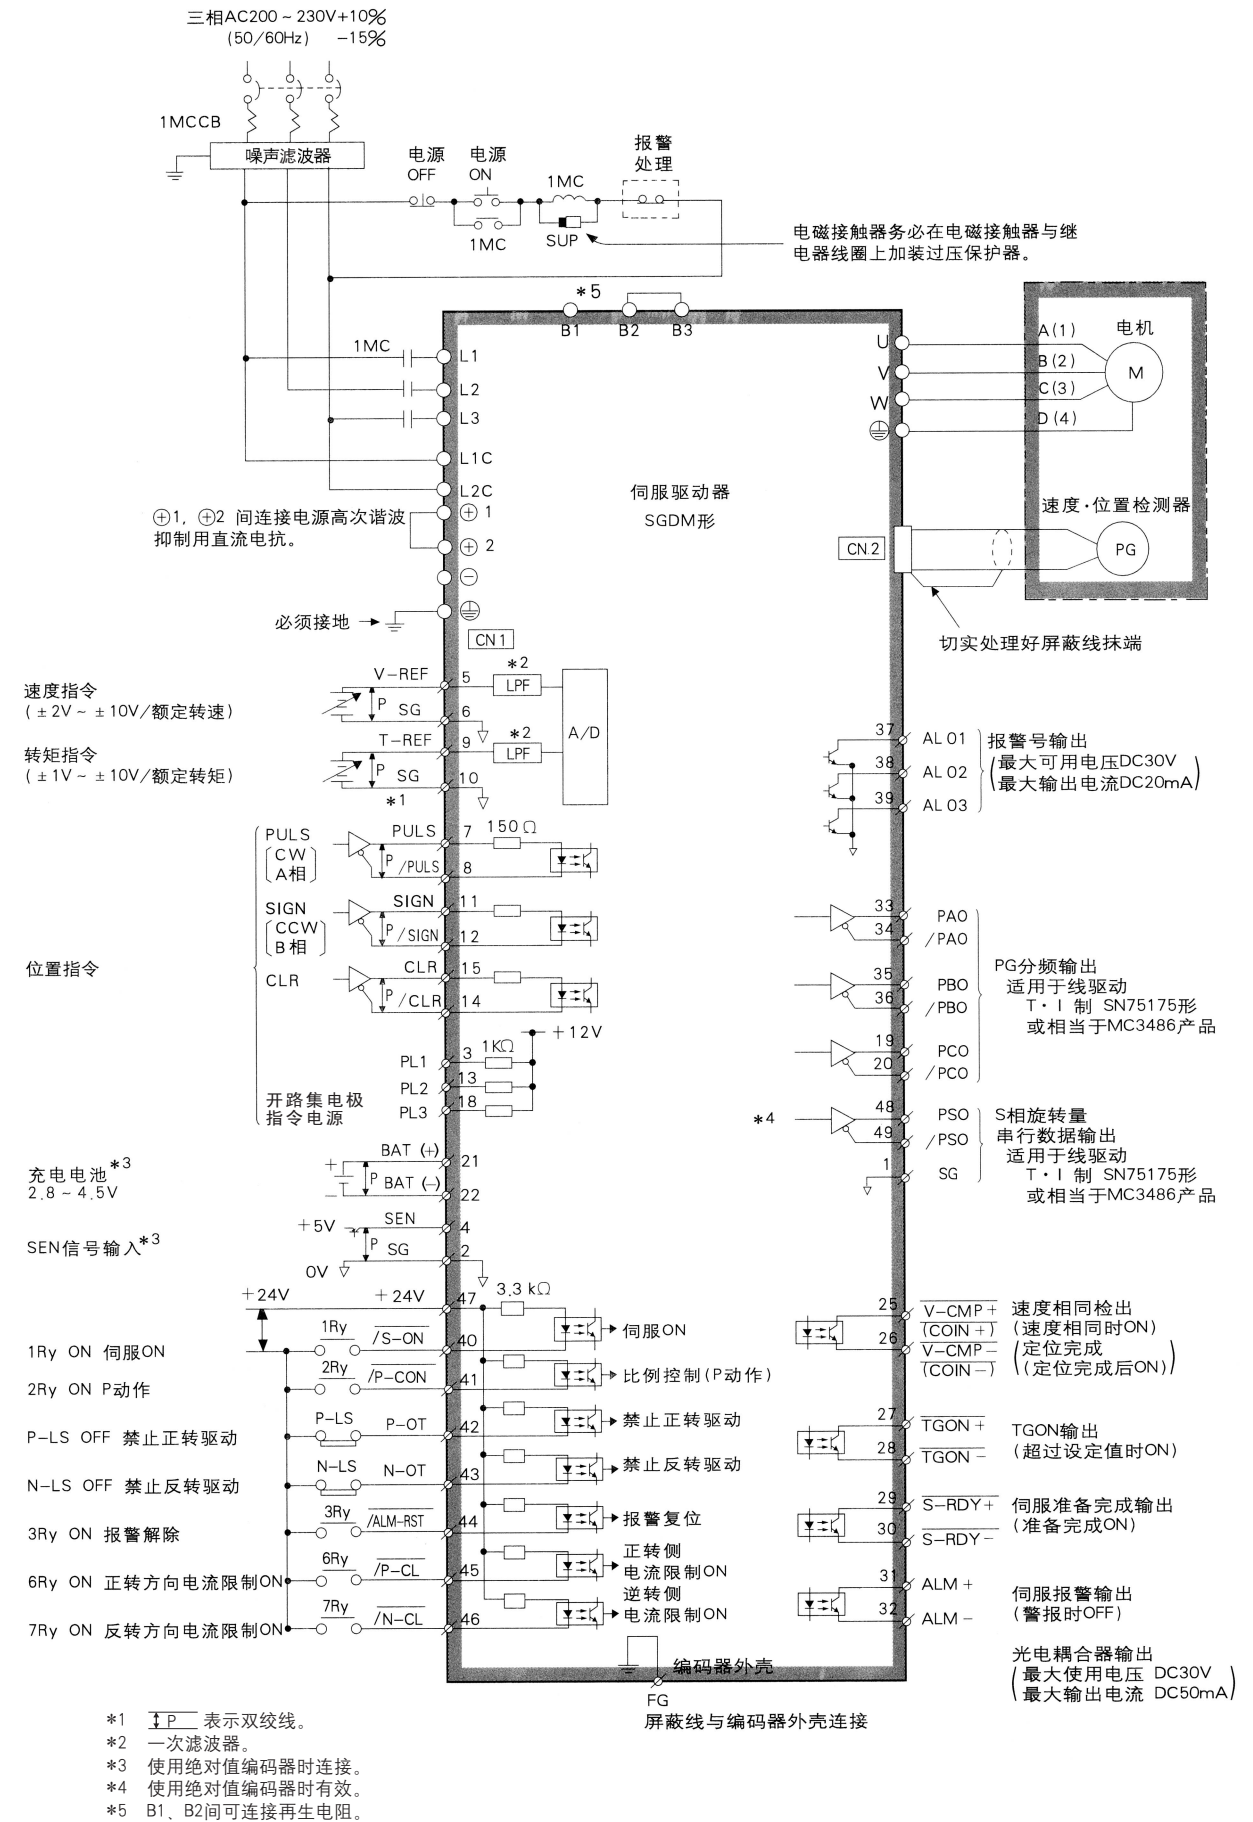 三相AC200～230V+10%
(50/60Hz) −15%
1MCCB
噪声滤波器
电源
OFF
电源
ON
1MC
报警
处理
1MC
SUP
电磁接触器务必在电磁接触器与继
电器线圈上加装过压保护器。
*5
B1 B2 B3
1MC
L1
L2
L3
L1C
L2C
⊕1, ⊕2 间连接电源高次谐波
抑制用直流电抗。
⊕ 1
⊕ 2
⊖
必须接地
伺服驱动器
SGDM形
U
V
W
A(1)
B(2)
C(3)
D(4)
电机
M
速度·位置检测器
CN.2
PG
切实处理好屏蔽线抹端
CN1
速度指令
(±2V～±10V/额定转速)
P
V−REF 5
SG 6
*2
LPF
转矩指令
(±1V～±10V/额定转矩)
P
T−REF 9
SG 10
*1
*2
LPF
A/D
位置指令
PULS
CW
A相
P
PULS 7
/PULS 8
150Ω
SIGN
CCW
B相
P
SIGN 11
/SIGN 12
CLR
P
CLR 15
/CLR 14
+12V
1KΩ
PL1 3
PL2 13
PL3 18
开路集电极
指令电源
充电电池*3
2.8～4.5V
+
−
P
BAT (+) 21
BAT (−) 22
SEN信号输入*3
+5V
0V
P
SEN 4
SG 2
+24V
+24V 47
3.3kΩ
1Ry ON 伺服ON
1Ry
/S−ON 40
伺服ON
2Ry ON P动作
2Ry
/P−CON 41
比例控制(P动作)
P−LS OFF 禁止正转驱动
P−LS
P−OT 42
禁止正转驱动
N−LS OFF 禁止反转驱动
N−LS
N−OT 43
禁止反转驱动
3Ry ON 报警解除
3Ry
/ALM−RST 44
报警复位
6Ry ON 正转方向电流限制ON
6Ry
/P−CL 45
正转侧
电流限制ON
7Ry ON 反转方向电流限制ON
7Ry
/N−CL 46
逆转侧
电流限制ON
37 ALO1
38 ALO2
39 ALO3
报警号输出
(最大可用电压DC30V
最大输出电流DC20mA)
33 PAO
34 /PAO
35 PBO
36 /PBO
19 PCO
20 /PCO
PG分频输出
适用于线驱动
T·I 制 SN75175形
或相当于MC3486产品
*4
48 PSO
49 /PSO
1 SG
S相旋转量
串行数据输出
适用于线驱动
T·I 制 SN75175形
或相当于MC3486产品
25 V−CMP+
(COIN+)
26 V−CMP−
(COIN−)
速度相同检出
(速度相同时ON)
(定位完成
(定位完成后ON))
27 TGON+
28 TGON−
TGON输出
(超过设定值时ON)
29 S−RDY+
30 S−RDY−
伺服准备完成输出
(准备完成ON)
31 ALM+
32 ALM−
伺服报警输出
(警报时OFF)
光电耦合器输出
(最大使用电压 DC30V
最大输出电流 DC50mA)
编码器外壳
FG
屏蔽线与编码器外壳连接
*1 P 表示双绞线。
*2 一次滤波器。
*3 使用绝对值编码器时连接。
*4 使用绝对值编码器时有效。
*5 B1、B2间可连接再生电阻。